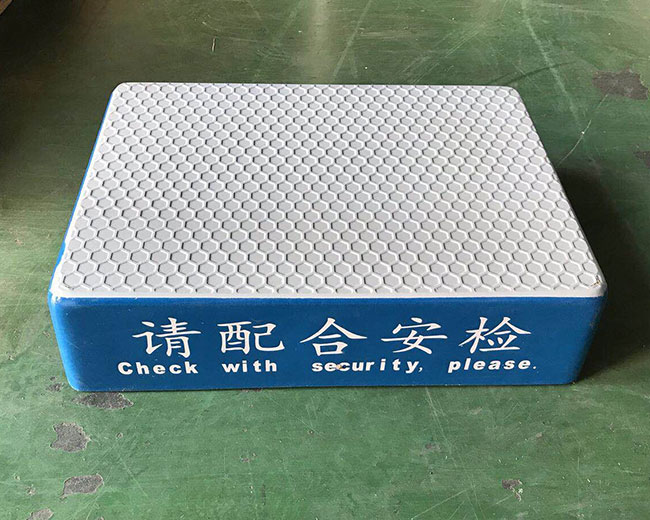 请配合安检
Check with security, please.